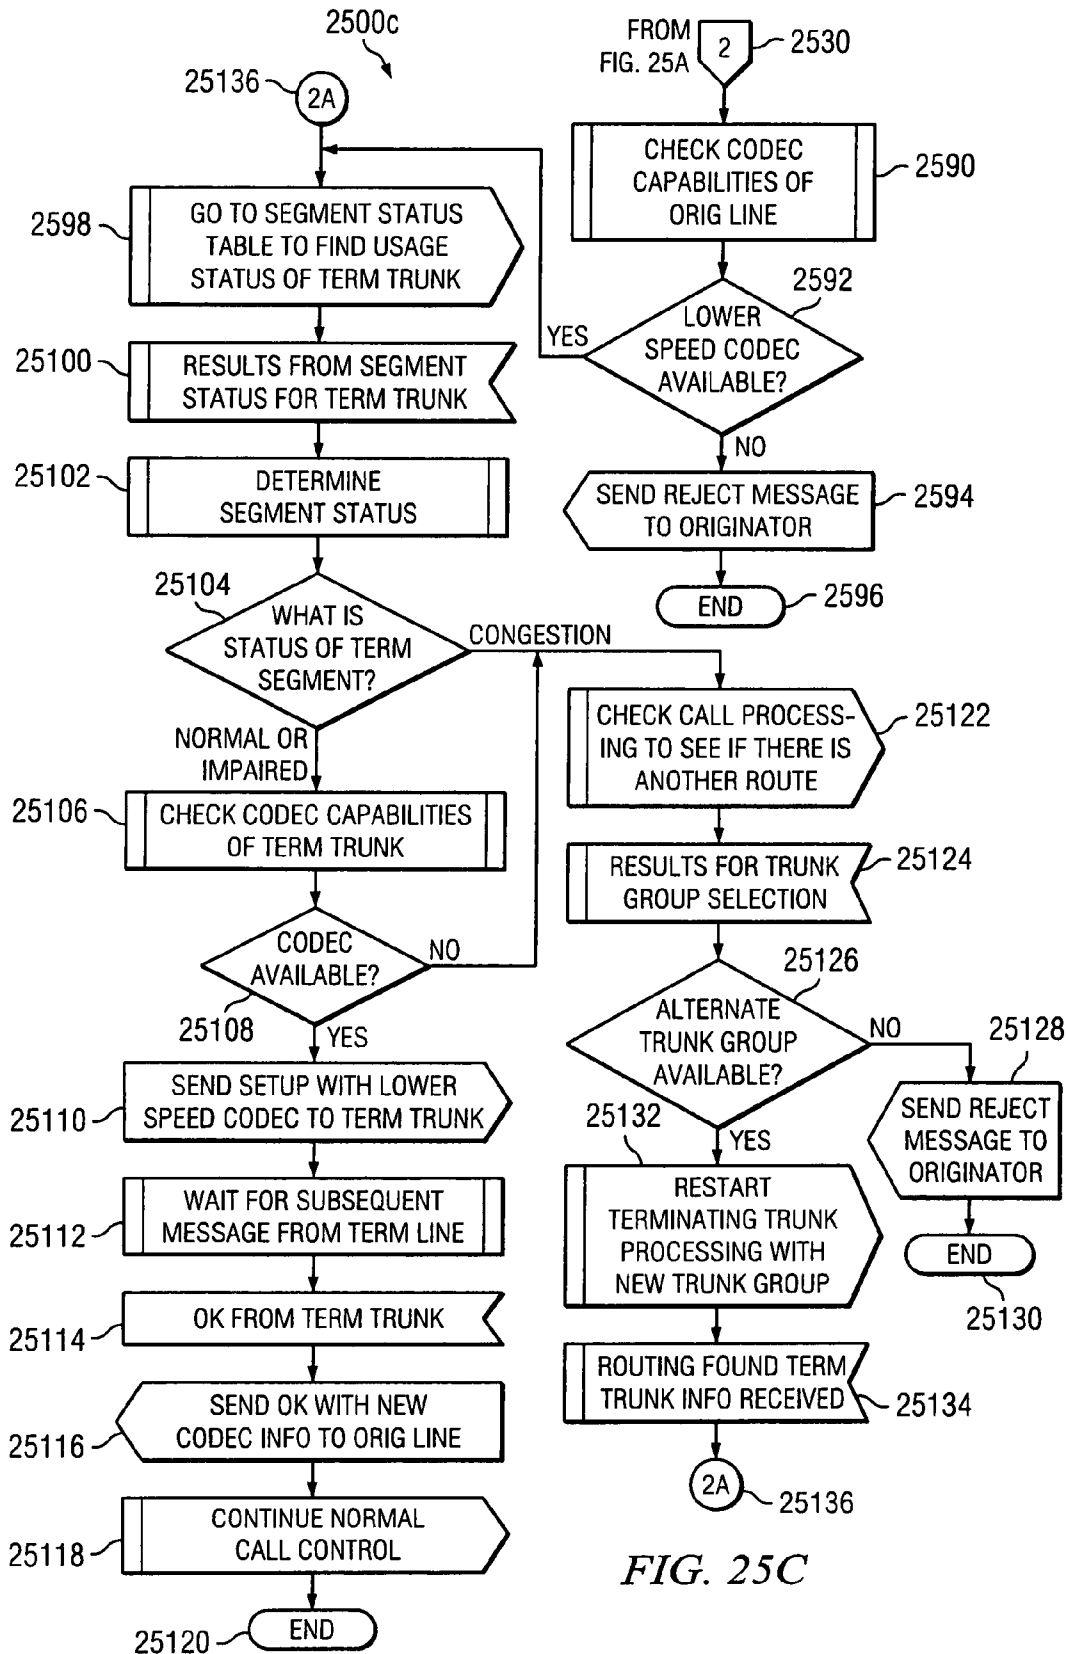 2500c
25136
2A
FROM
FIG. 25A
2
2530
CHECK CODEC
CAPABILITIES OF
ORIG LINE
2590
2598
GO TO SEGMENT STATUS
TABLE TO FIND USAGE
STATUS OF TERM TRUNK
2592
LOWER
SPEED CODEC
AVAILABLE?
YES
NO
25100
RESULTS FROM SEGMENT
STATUS FOR TERM TRUNK
25102
DETERMINE
SEGMENT STATUS
SEND REJECT MESSAGE
TO ORIGINATOR
2594
END
2596
25104
WHAT IS
STATUS OF TERM
SEGMENT?
CONGESTION
NORMAL OR
IMPAIRED
25106
CHECK CODEC CAPABILITIES
OF TERM TRUNK
CODEC
AVAILABLE?
NO
25108
YES
25110
SEND SETUP WITH LOWER
SPEED CODEC TO TERM TRUNK
25112
WAIT FOR SUBSEQUENT
MESSAGE FROM TERM LINE
25114
OK FROM TERM TRUNK
25116
SEND OK WITH NEW
CODEC INFO TO ORIG LINE
25118
CONTINUE NORMAL
CALL CONTROL
25120
END
CHECK CALL PROCESS-
ING TO SEE IF THERE IS
ANOTHER ROUTE
25122
RESULTS FOR TRUNK
GROUP SELECTION
25124
25126
ALTERNATE
TRUNK GROUP
AVAILABLE?
NO
25128
SEND REJECT
MESSAGE TO
ORIGINATOR
END
25130
25132
YES
RESTART
TERMINATING TRUNK
PROCESSING WITH
NEW TRUNK GROUP
ROUTING FOUND TERM
TRUNK INFO RECEIVED
25134
2A
25136
FIG. 25C